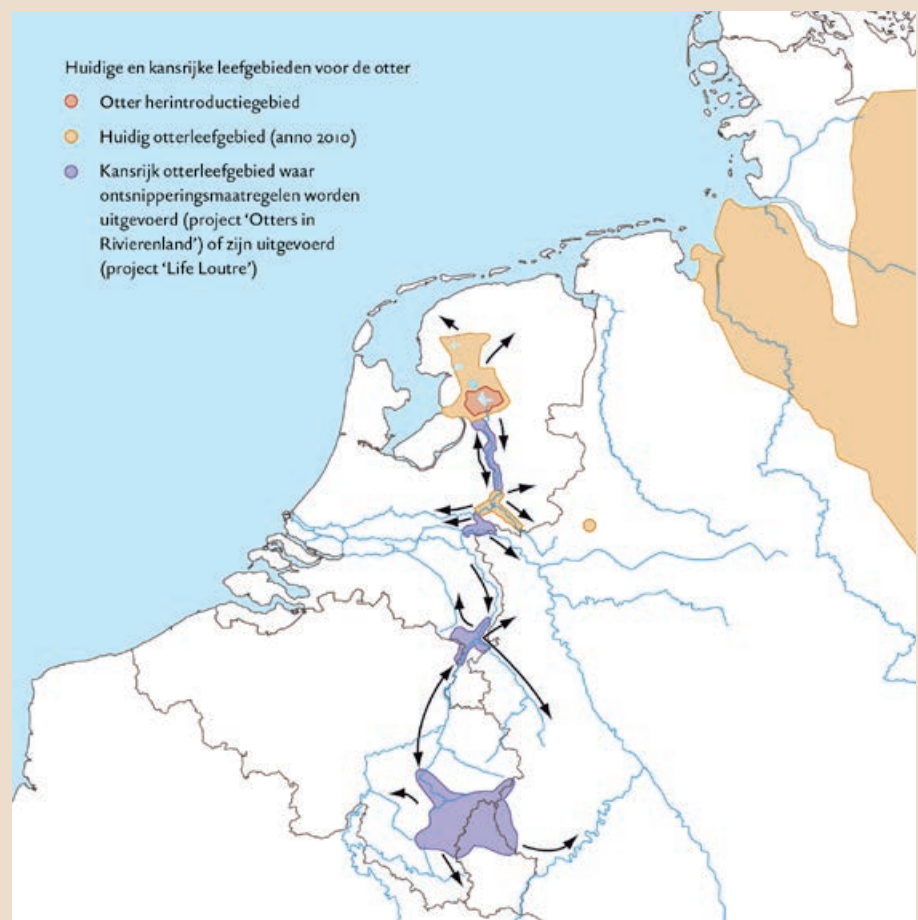 Huidige en kansrijke leefgebieden voor de otter
Otter herintroductiegebied
Huidig otterleefgebied (anno 2010)
Kansrijk otterleefgebied waar
ontsnipperingsmaatregelen worden
uitgevoerd (project ‘Otters in
Rivierenland’) of zijn uitgevoerd
(project ‘Life Loutre’)